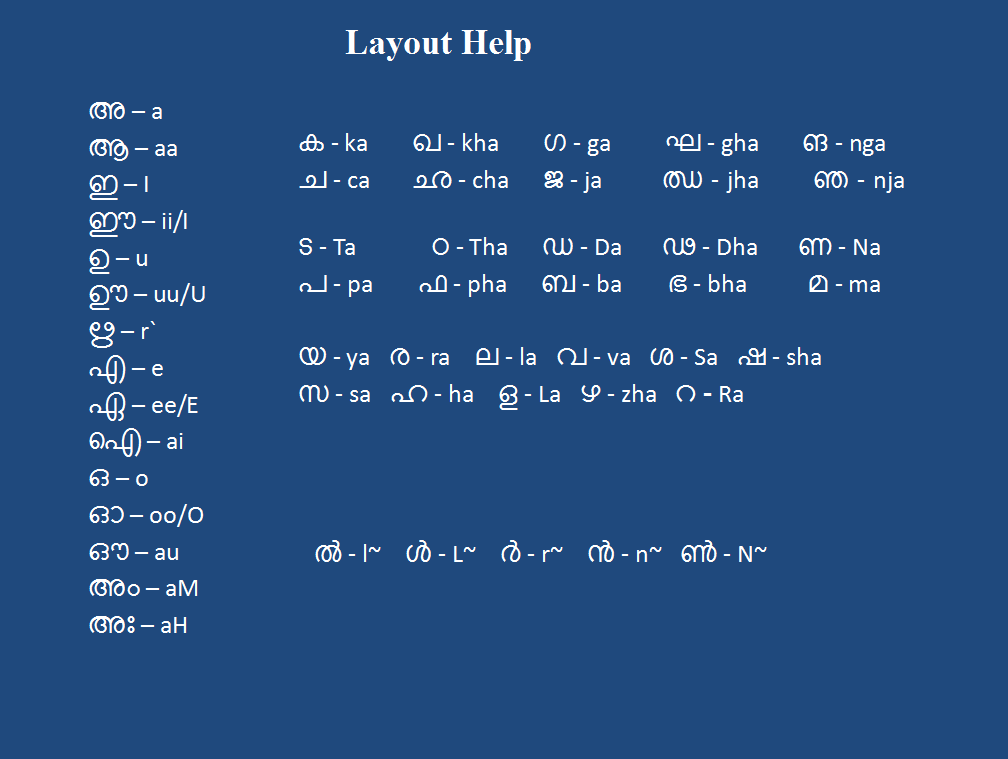 Layout Help
അ – a
ആ – aa
ഇ – I
ഈ – ii/I
ഉ – u
ഊ – uu/U
ഋ – r`
എ – e
ഏ – ee/E
ഐ – ai
ഒ – o
ഓ – oo/O
ഔ – au
അം – aM
അഃ – aH
ക - ka ഖ - kha ഗ - ga ഘ - gha ങ - nga
ച - ca ഛ - cha ജ - ja ഝ - jha ഞ - nja
ട - Ta ഠ - Tha ഡ - Da ഢ - Dha ണ - Na
പ - pa ഫ - pha ബ - ba ഭ - bha മ - ma
യ - ya ര - ra ല - la വ - va ശ - Sa ഷ - sha
സ - sa ഹ - ha ള - La ഴ - zha റ - Ra
ൽ - l~ ൾ - L~ ർ - r~ ൻ - n~ ൺ - N~